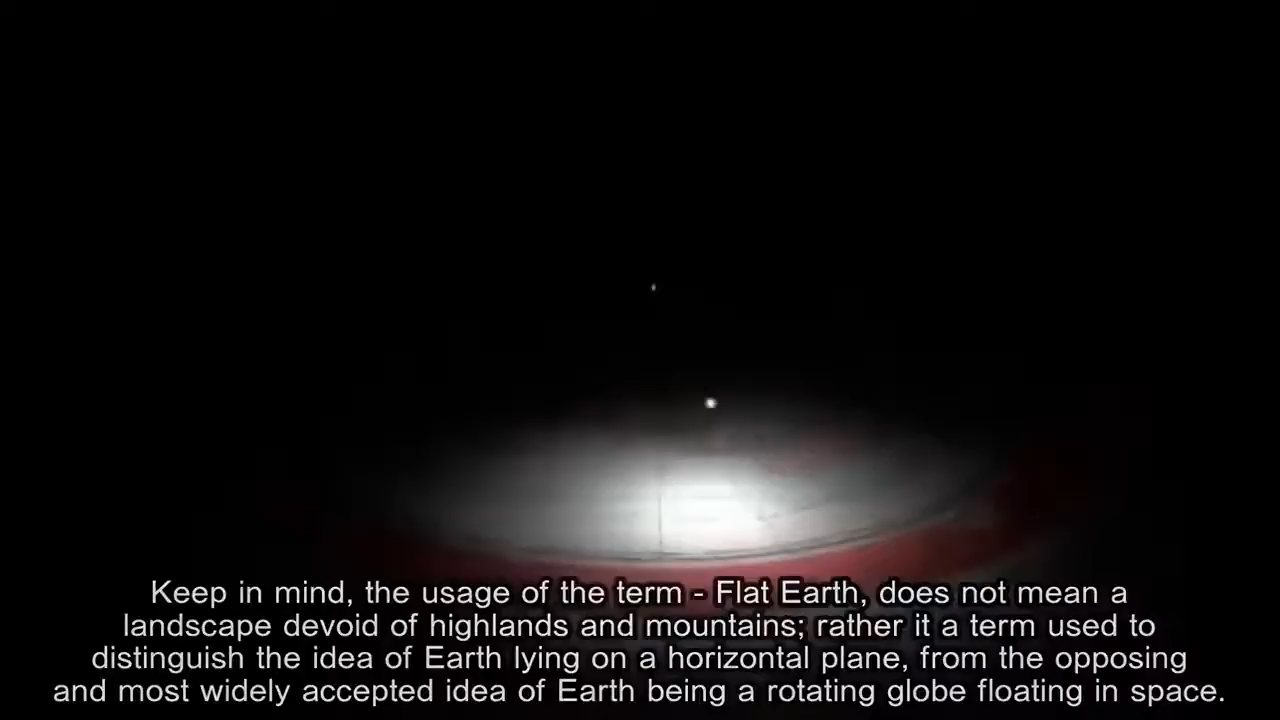 Keep in mind, the usage of the term - Flat Earth, does not mean a
landscape devoid of highlands and mountains; rather it a term used to
distinguish the idea of Earth lying on a horizontal plane, from the opposing
and most widely accepted idea of Earth being a rotating globe floating in space.